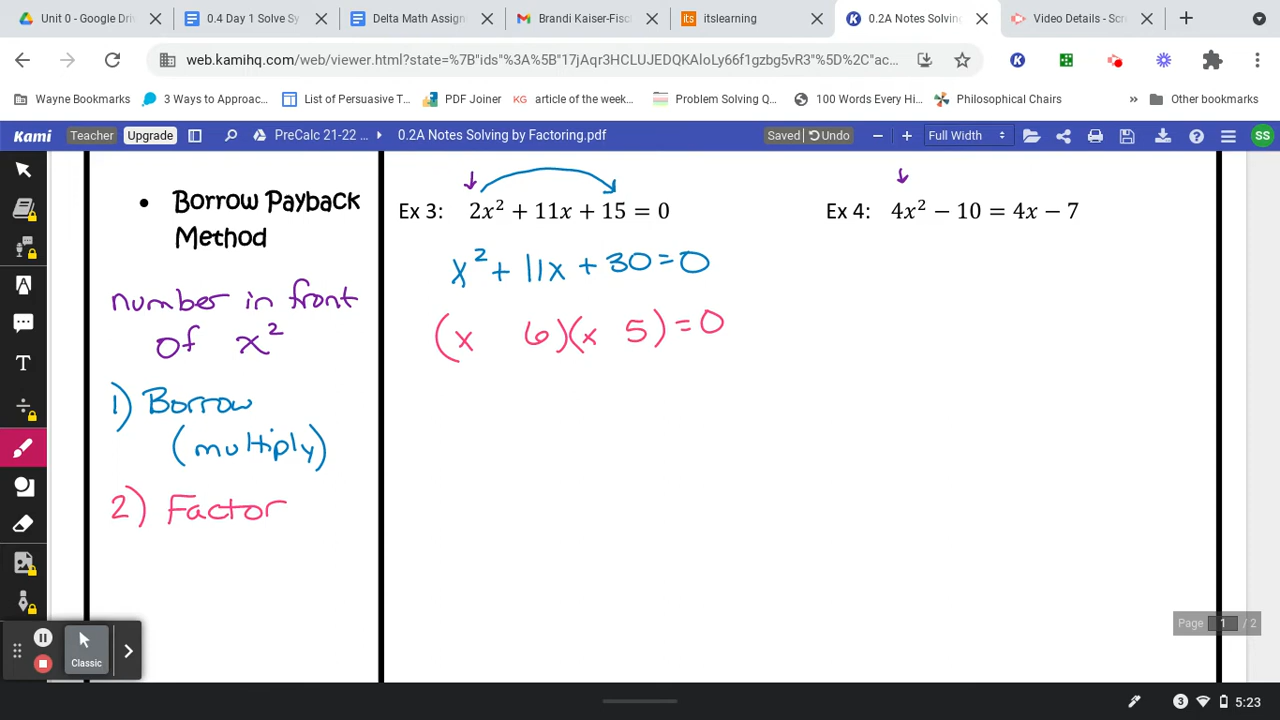 Unit 0 - Google Dri
0.4 Day 1 Solve Sy
Delta Math Assign
Brandi Kaiser-Fisc
itslearning
0.2A Notes Solving
Video Details - Scr
web.kamihq.com/web/viewer.html?state=%7B"ids"%3A%5B"17jAqr3HCLUJEDQKAloLy66f1gzbg5vR3"%5D%2C"ac...
Wayne Bookmarks
3 Ways to Approac...
List of Persuasive T...
PDF Joiner
KG article of the week...
Problem Solving Q...
100 Words Every Hi...
Philosophical Chairs
» Other bookmarks
Kami Teacher Upgrade PreCalc 21-22 ... 0.2A Notes Solving by Factoring.pdf Saved Undo Full Width SS
• Borrow Payback
Method
number in front
of x²
1) Borrow
(multiply)
2) Factor
Ex 3: 2x² + 11x + 15 = 0
x² + 11x + 30 = 0
(x 6)(x 5) = 0
Ex 4: 4x² − 10 = 4x − 7
Page 1 / 2
Classic
3 5:23